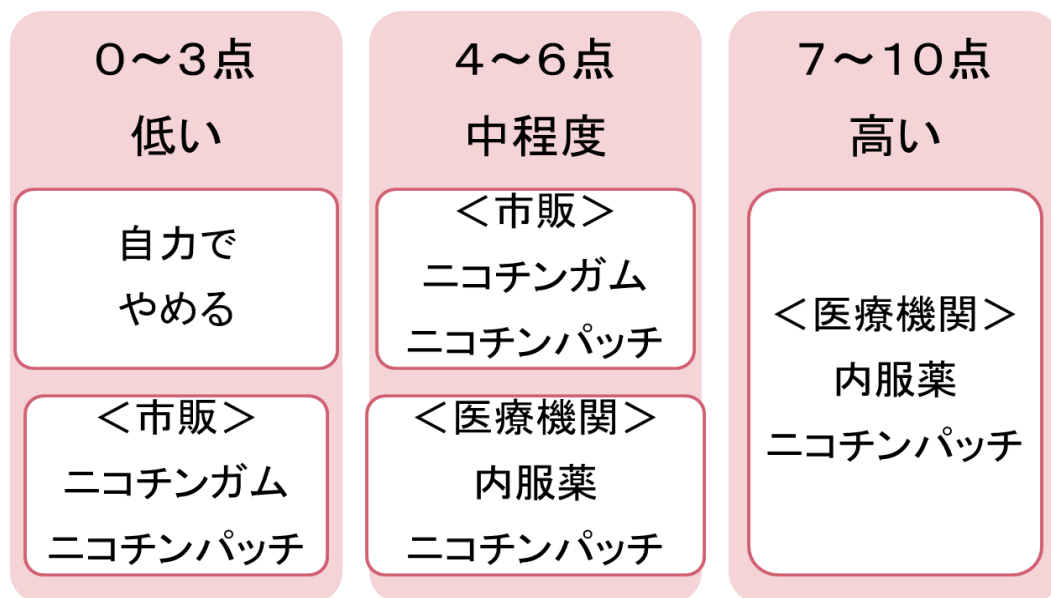 0～3点
低い
自力で
やめる
＜市販＞
ニコチンガム
ニコチンパッチ
4～6点
中程度
＜市販＞
ニコチンガム
ニコチンパッチ
＜医療機関＞
内服薬
ニコチンパッチ
7～10点
高い
＜医療機関＞
内服薬
ニコチンパッチ